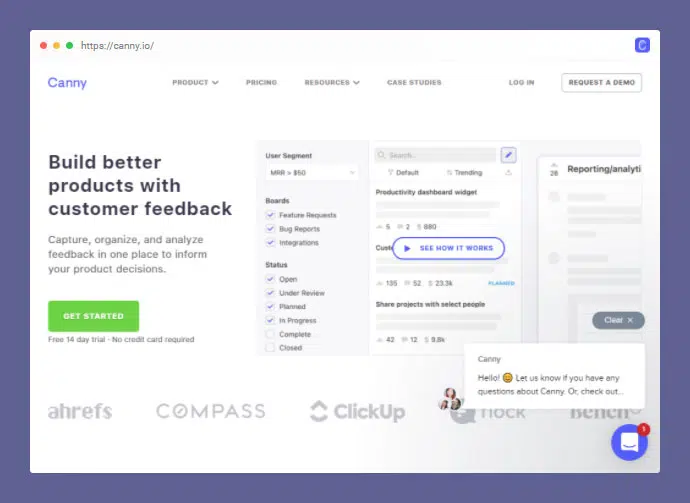 https://canny.io/
Canny
PRODUCT
PRICING
RESOURCES
CASE STUDIES
LOG IN
REQUEST A DEMO
Build better
products with
customer feedback
Capture, organize, and analyze
feedback in one place to inform
your product decisions.
GET STARTED
Free 14 day trial - No credit card required
User Segment
MRR > $50
Boards
Feature Requests
Bug Reports
Integrations
Status
Open
Under Review
Planned
In Progress
Complete
Closed
Search...
Default
Trending
Productivity dashboard widget
5 2 $ 880
SEE HOW IT WORKS
135 52 $ 23.3k
PLANNED
Share projects with select people
42 12 $ 9.8k
28
Reporting/analyti
Clear ×
Canny
Hello! 😄 Let us know if you have any
questions about Canny. Or, check out...
1
ahrefs
COMPASS
ClickUp
flock
Bench